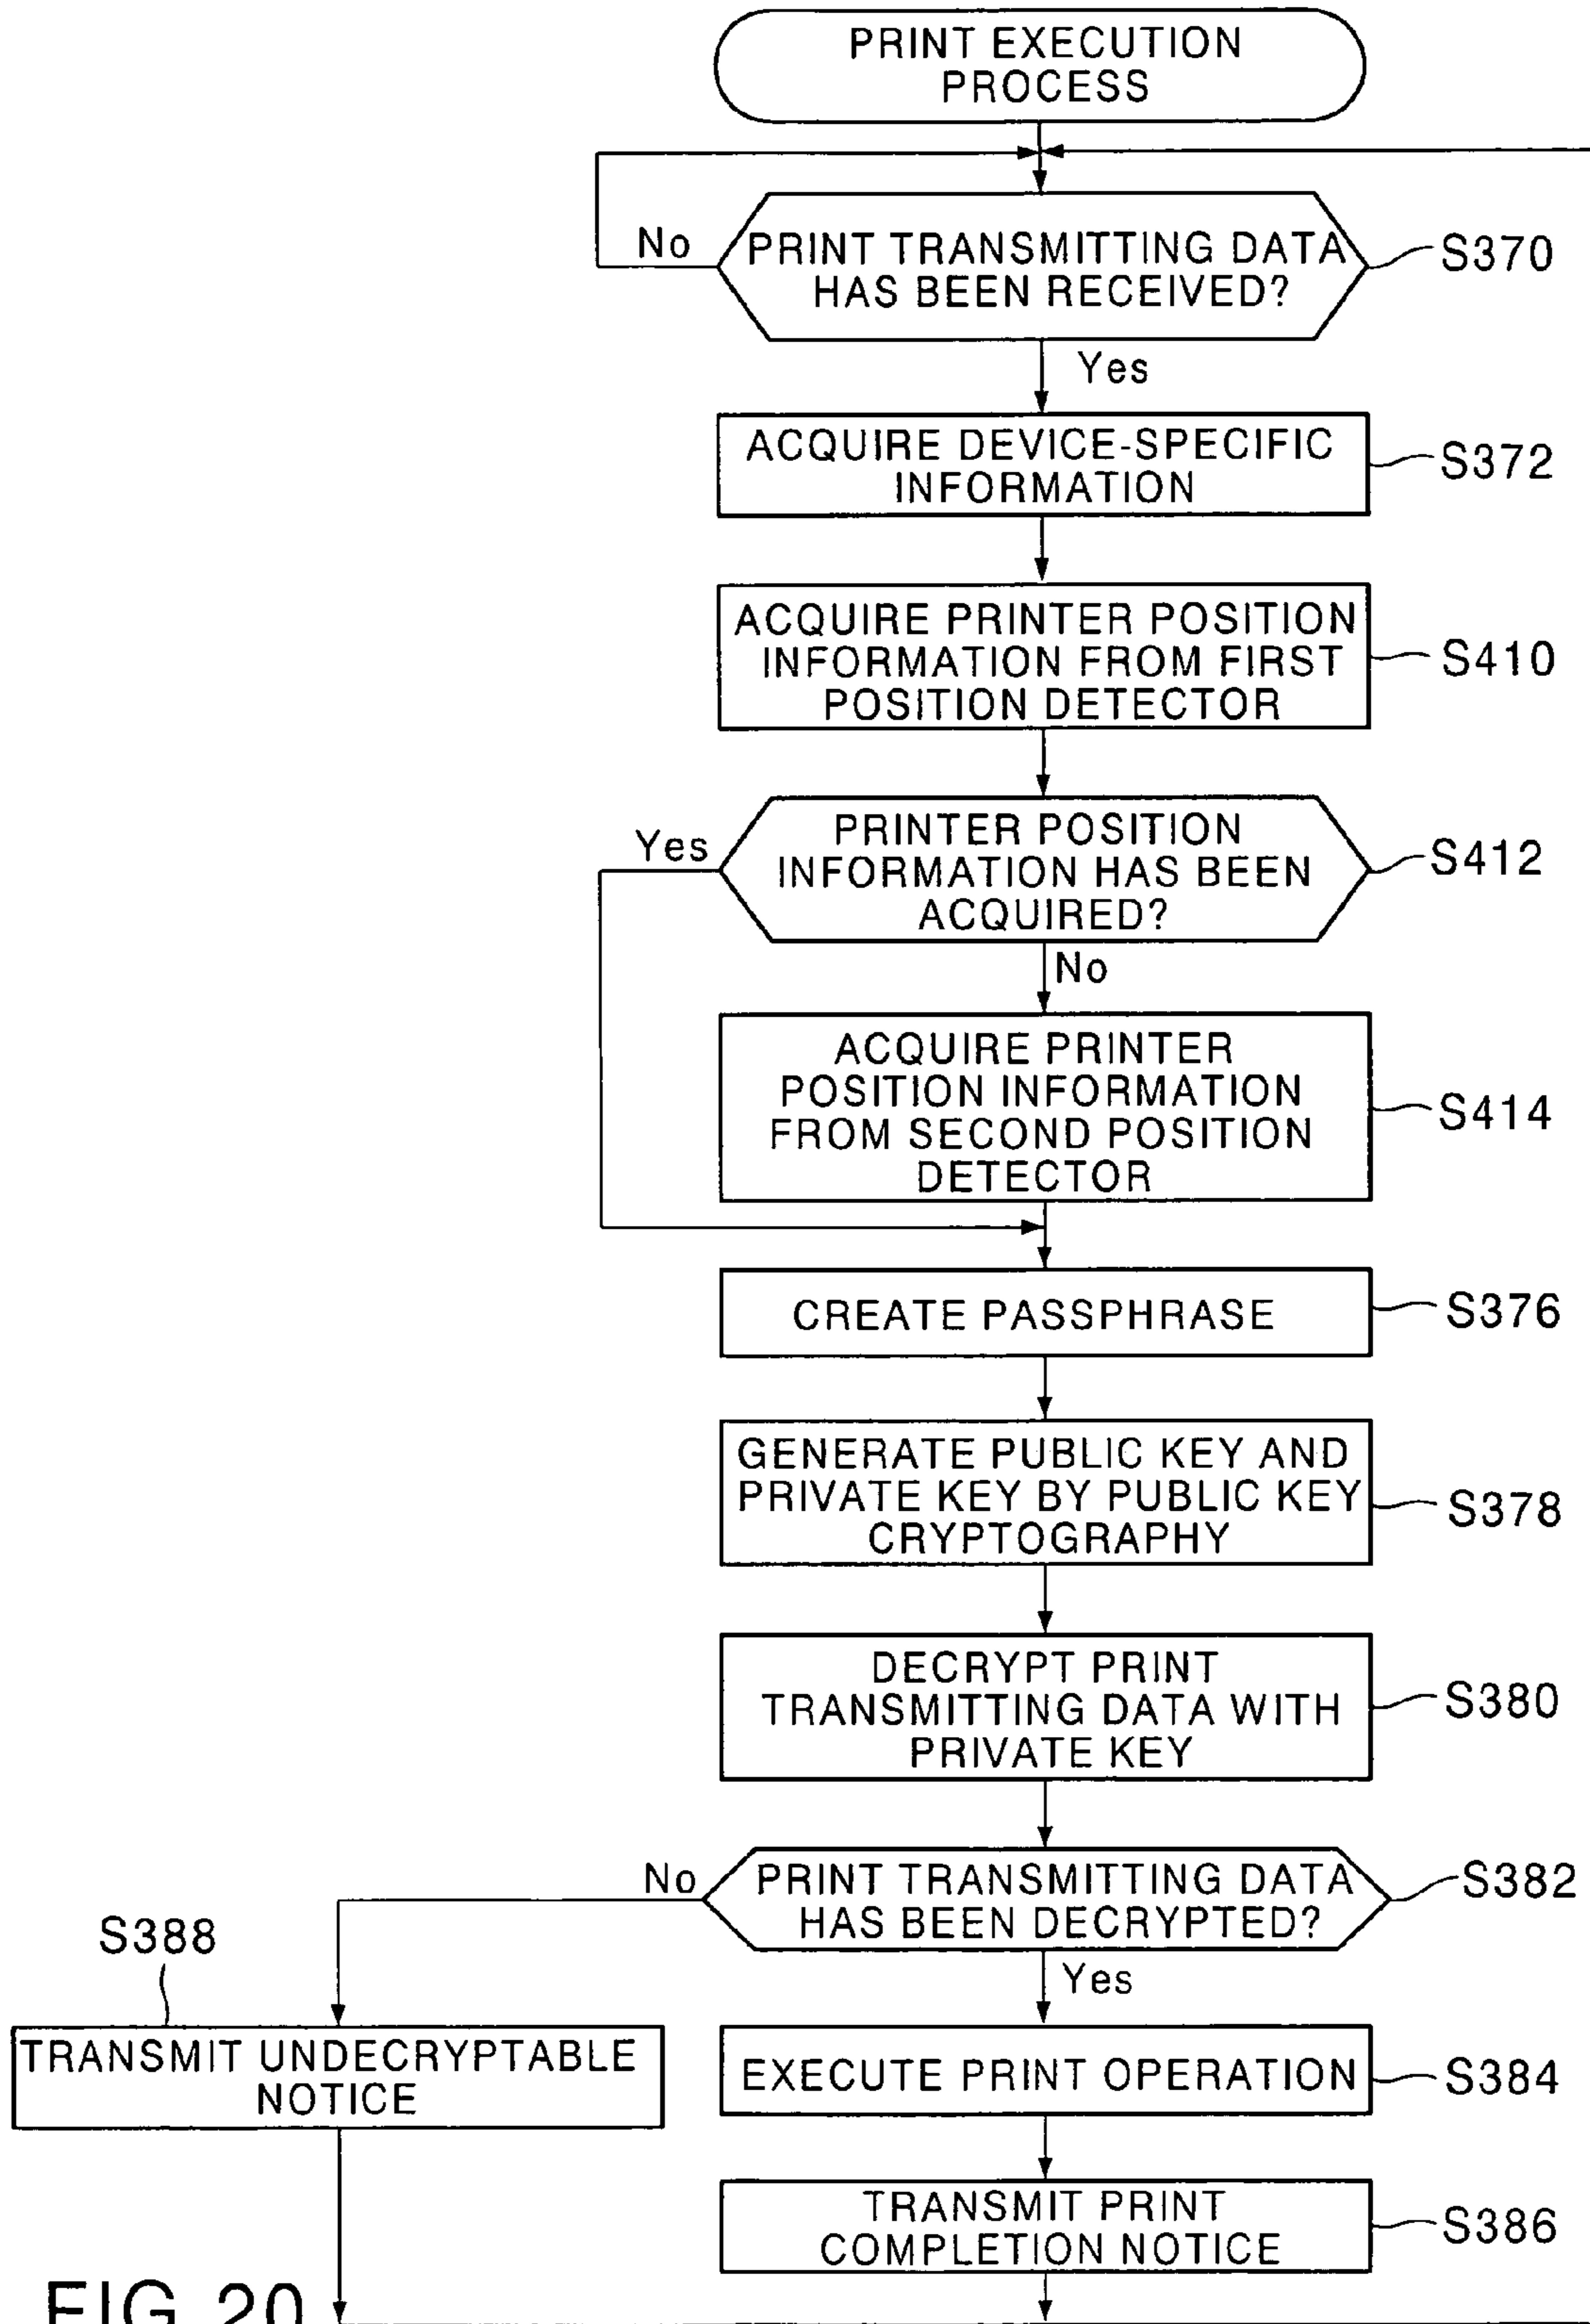 PRINT EXECUTION
PROCESS
No
PRINT TRANSMITTING DATA
HAS BEEN RECEIVED?
S370
Yes
ACQUIRE DEVICE-SPECIFIC
INFORMATION
S372
ACQUIRE PRINTER POSITION
INFORMATION FROM FIRST
POSITION DETECTOR
S410
Yes
PRINTER POSITION
INFORMATION HAS BEEN
ACQUIRED?
S412
No
ACQUIRE PRINTER
POSITION INFORMATION
FROM SECOND POSITION
DETECTOR
S414
CREATE PASSPHRASE
S376
GENERATE PUBLIC KEY AND
PRIVATE KEY BY PUBLIC KEY
CRYPTOGRAPHY
S378
DECRYPT PRINT
TRANSMITTING DATA WITH
PRIVATE KEY
S380
No
PRINT TRANSMITTING DATA
HAS BEEN DECRYPTED?
S382
S388
Yes
TRANSMIT UNDECRYPTABLE
NOTICE
EXECUTE PRINT OPERATION
S384
TRANSMIT PRINT
COMPLETION NOTICE
S386
FIG. 20